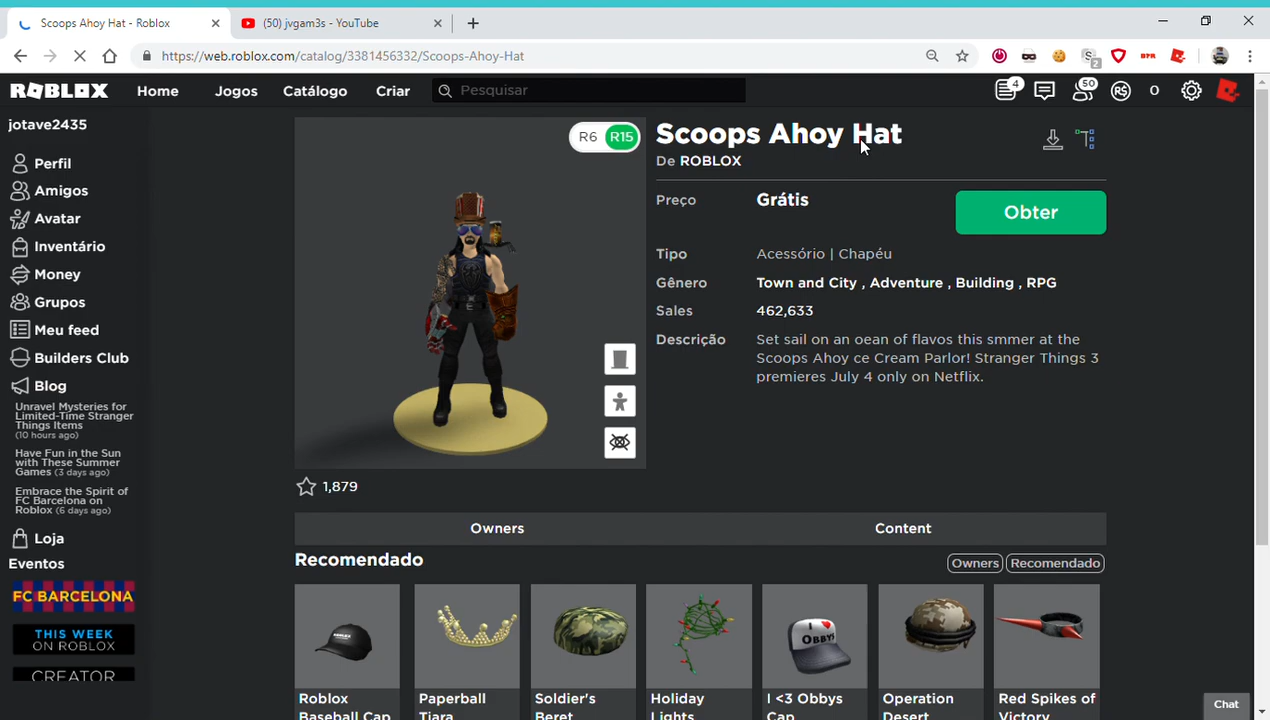 Scoops Ahoy Hat - Roblox
(50) jvgam3s - YouTube
https://web.roblox.com/catalog/3381456332/Scoops-Ahoy-Hat
2
ROBLOX
Home
Jogos
Catálogo
Criar
Pesquisar
4
50
R$
0
jotave2435
Perfil
Amigos
Avatar
Inventário
Money
Grupos
Meu feed
Builders Club
Blog
Unravel Mysteries for
Limited-Time Stranger
Things Items
(10 hours ago)
Have Fun in the Sun
with These Summer
Games (3 days ago)
Embrace the Spirit of
FC Barcelona on
Roblox (6 days ago)
Loja
Eventos
FC BARCELONA
THIS WEEK
ON ROBLOX
CREATOR
R6 R15
Scoops Ahoy Hat
De ROBLOX
Preço Grátis
Obter
Tipo Acessório | Chapéu
Gênero Town and City , Adventure , Building , RPG
Sales 462,633
Descrição Set sail on an oean of flavos this smmer at the
Scoops Ahoy ce Cream Parlor! Stranger Things 3
premieres July 4 only on Netflix.
1,879
Owners Content
Recomendado
Owners Recomendado
I ♥ OBBYS
Roblox
Baseball Cap
Paperball
Tiara
Soldier's
Beret
Holiday
Lights
I <3 Obbys
Cap
Operation
Desert
Red Spikes of
Victory
Chat